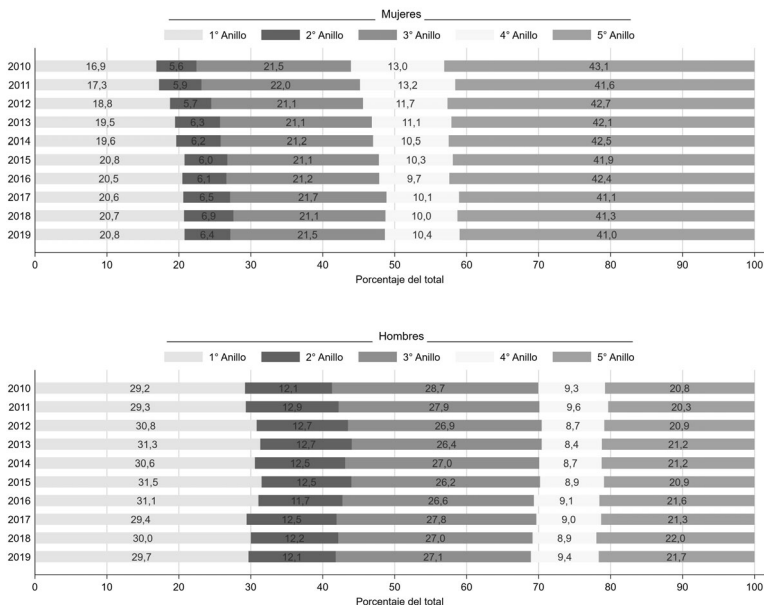 Mujeres
1° Anillo 2° Anillo 3° Anillo 4° Anillo 5° Anillo
2010 16,9 5,6 21,5 13,0 43,1
2011 17,3 5,9 22,0 13,2 41,6
2012 18,8 5,7 21,1 11,7 42,7
2013 19,5 6,3 21,1 11,1 42,1
2014 19,6 6,2 21,2 10,5 42,5
2015 20,8 6,0 21,1 10,3 41,9
2016 20,5 6,1 21,2 9,7 42,4
2017 20,6 6,5 21,7 10,1 41,1
2018 20,7 6,9 21,1 10,0 41,3
2019 20,8 6,4 21,5 10,4 41,0
0 10 20 30 40 50 60 70 80 90 100
Porcentaje del total
Hombres
1° Anillo 2° Anillo 3° Anillo 4° Anillo 5° Anillo
2010 29,2 12,1 28,7 9,3 20,8
2011 29,3 12,9 27,9 9,6 20,3
2012 30,8 12,7 26,9 8,7 20,9
2013 31,3 12,7 26,4 8,4 21,2
2014 30,6 12,5 27,0 8,7 21,2
2015 31,5 12,5 26,2 8,9 20,9
2016 31,1 11,7 26,6 9,1 21,6
2017 29,4 12,5 27,8 9,0 21,3
2018 30,0 12,2 27,0 8,9 22,0
2019 29,7 12,1 27,1 9,4 21,7
0 10 20 30 40 50 60 70 80 90 100
Porcentaje del total